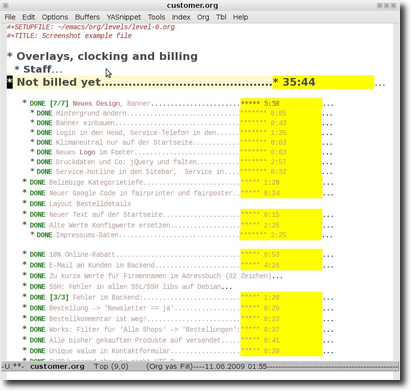 customer.org
File Edit Options Buffers YASnippet Tools Index Org Tbl Help
#+SETUPFILE: ~/emacs/org/levels/level-0.org
#+TITLE: Screenshot example file
* Overlays, clocking and billing
* Staff...
* Not billed yet................................................* 35:44 ...
* DONE [7/7] Neues Design, Banner........................***** 5:58 ...
* DONE Hintergrund ändern....................****** 0:05 ...
* DONE Banner einbauen....................****** 0:43 ...
* DONE Login in den Head, Service-Telefon in den....****** 1:35 ...
* DONE Klimaneutral nur auf der Startseite.........****** 0:03 ...
* DONE Neues Logo im Footer....................****** 0:03 ...
* DONE Druckdaten und Co: jQuery und falten........****** 2:57 ...
* DONE Service-Hotline in den Sidebar, Service in....****** 0:32 ...
* DONE Beliebige Kategorietiefe....................***** 1:28 ...
* DONE Neuer Google Code in fairprinter und fairposter..***** 0:34 ...
* DONE Layout Bestelldetails
* DONE Neuer Text auf der Startseite....................***** 0:15 ...
* DONE Alte Werte Konfigwerte ersetzen....................***** 2:25 ...
* DONE Impressums-Daten....................****** 2:25 ...
* DONE 10% Online-Rabatt....................***** 0:53 ...
* DONE E-Mail an Kunden im Backend....................***** 4:26 ...
* DONE Zu kurze Werte für Firmennamen im Adressbuch (32 Zeichen)...
* DONE SSH: Fehler in allen SSL/SSH libs auf Debian...
* DONE [3/3] Fehler im Backend:....................***** 1:20 ...
* DONE Bestellung -> 'Newsletter == ja'....................***** 0:20 ...
* DONE Bestellkommentar ist weg!....................***** 0:22 ...
* DONE Works: Filter für 'Alle Shops' -> 'Bestellungen':***** 0:37 ...
* DONE Alle bisher gekauften Produkte auf versendet....***** 0:41 ...
* DONE Unique value in Kontaktformular....................***** 0:20 ...
-U:**- customer.org Top (9,0) (Org yas Fill)----11.06.2009 01:55----